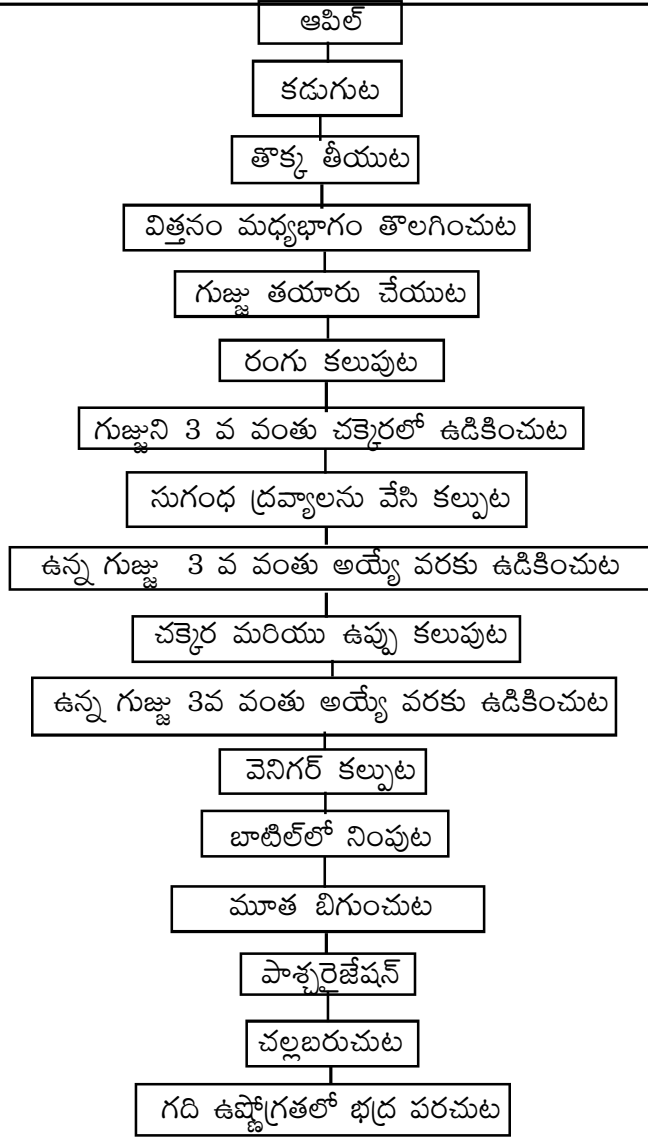 ఆపిల్
కడుగుట
తొక్క తీయుట
విత్తనం మధ్యభాగం తొలగించుట
గుజ్జు తయారు చేయుట
రంగు కలుపుట
గుజ్జుని 3 వ వంతు చక్కెరలో ఉడికించుట
సుగంధ ద్రవ్యాలను వేసి కల్పుట
ఉన్న గుజ్జు 3 వ వంతు అయ్యే వరకు ఉడికించుట
చక్కెర మరియు ఉప్పు కలుపుట
ఉన్న గుజ్జు 3వ వంతు అయ్యే వరకు ఉడికించుట
వెనిగర్ కల్పుట
బాటిల్‌లో నింపుట
మూత బిగుంచుట
పాశ్చరైజేషన్
చల్లబరుచుట
గది ఉష్ణోగ్రతలో భద్ర పరచుట